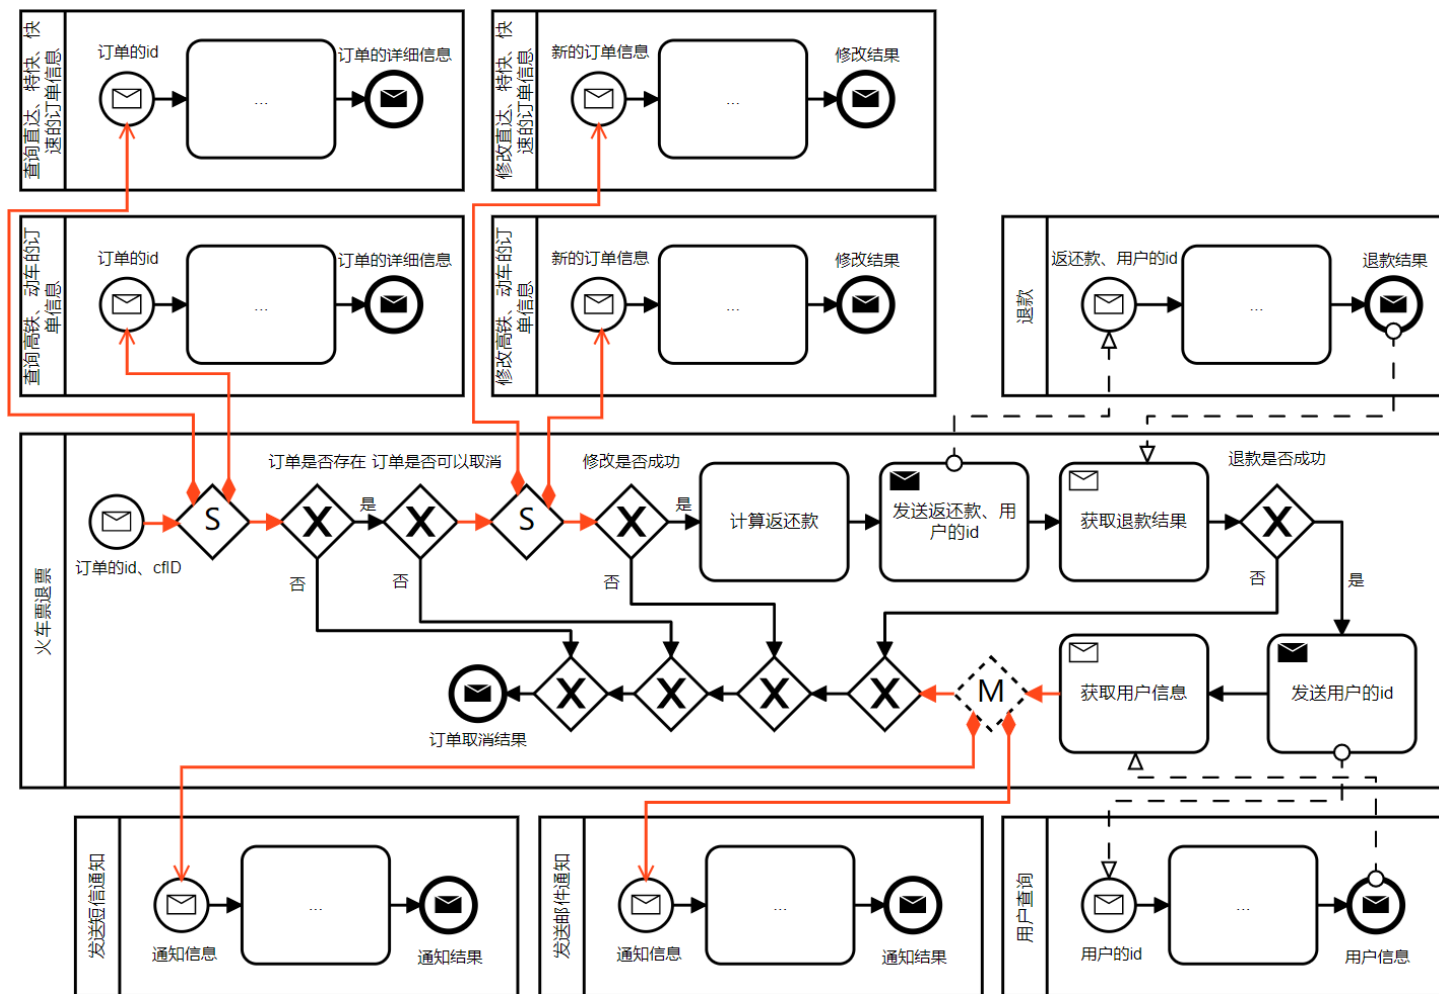 查询直达、特快、快
速的订单信息
订单的id
...
订单的详细信息
修改直达、特快、快
速的订单信息
新的订单信息
...
修改结果
查询高铁、动车的订
单信息
订单的id
...
订单的详细信息
修改高铁、动车的订
单信息
新的订单信息
...
修改结果
退款
返还款、用户的id
...
退款结果
火车票退票
订单的id、cfID
S
订单是否存在
X
是
否
订单是否可以取消
X
否
S
修改是否成功
X
是
否
计算返还款
发送返还款、用
户的id
获取退款结果
退款是否成功
X
否
是
订单取消结果
X
X
X
X
M
获取用户信息
发送用户的id
发送短信通知
通知信息
...
通知结果
发送邮件通知
通知信息
...
通知结果
用户查询
用户的id
...
用户信息